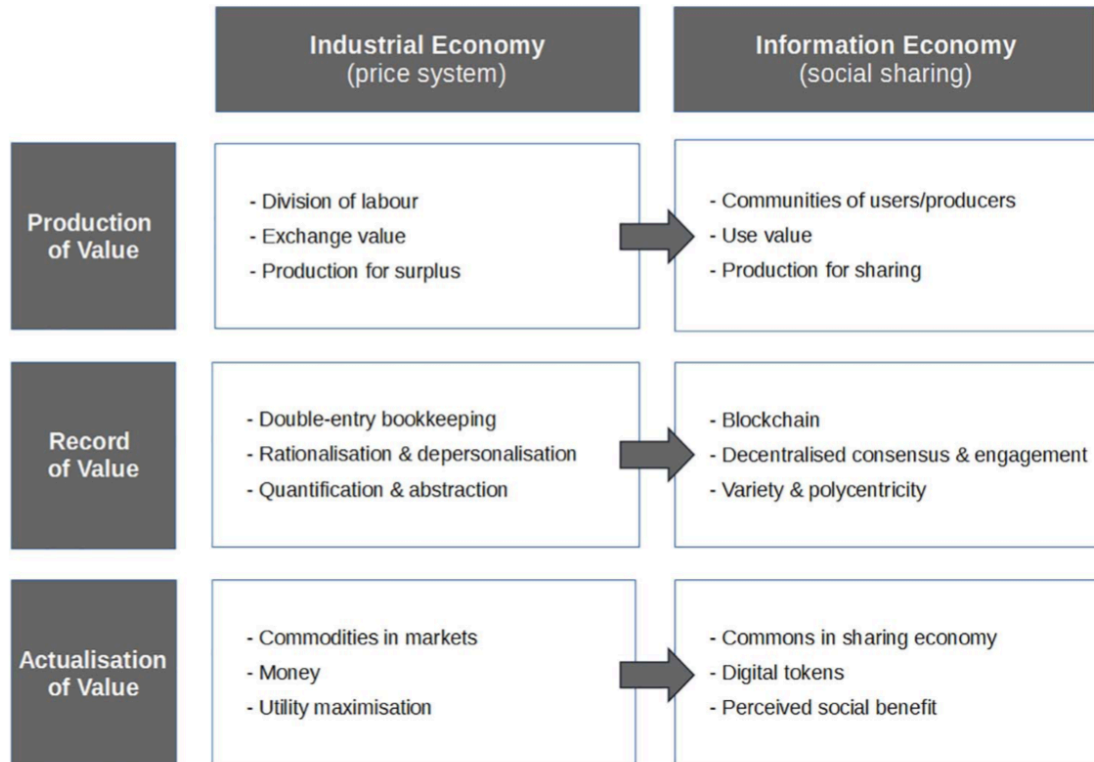 Industrial Economy
(price system)
Information Economy
(social sharing)
Production
of Value
- Division of labour
- Exchange value
- Production for surplus
- Communities of users/producers
- Use value
- Production for sharing
Record
of Value
- Double-entry bookkeeping
- Rationalisation & depersonalisation
- Quantification & abstraction
- Blockchain
- Decentralised consensus & engagement
- Variety & polycentricity
Actualisation
of Value
- Commodities in markets
- Money
- Utility maximisation
- Commons in sharing economy
- Digital tokens
- Perceived social benefit